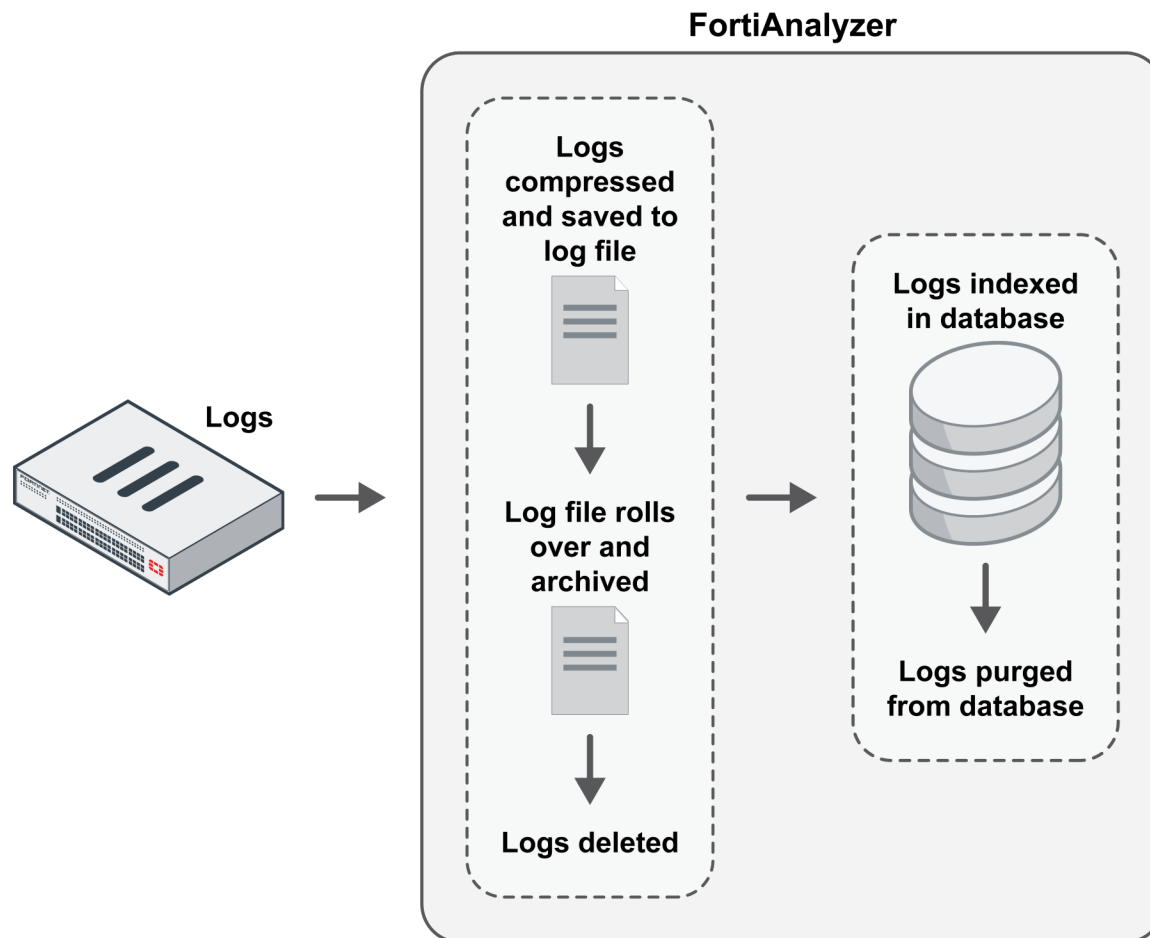 FortiAnalyzer
Logs
compressed
and saved to
log file
Logs indexed
in database
Logs
FORTINET
Log file rolls
over and
archived
Logs purged
from database
Logs deleted